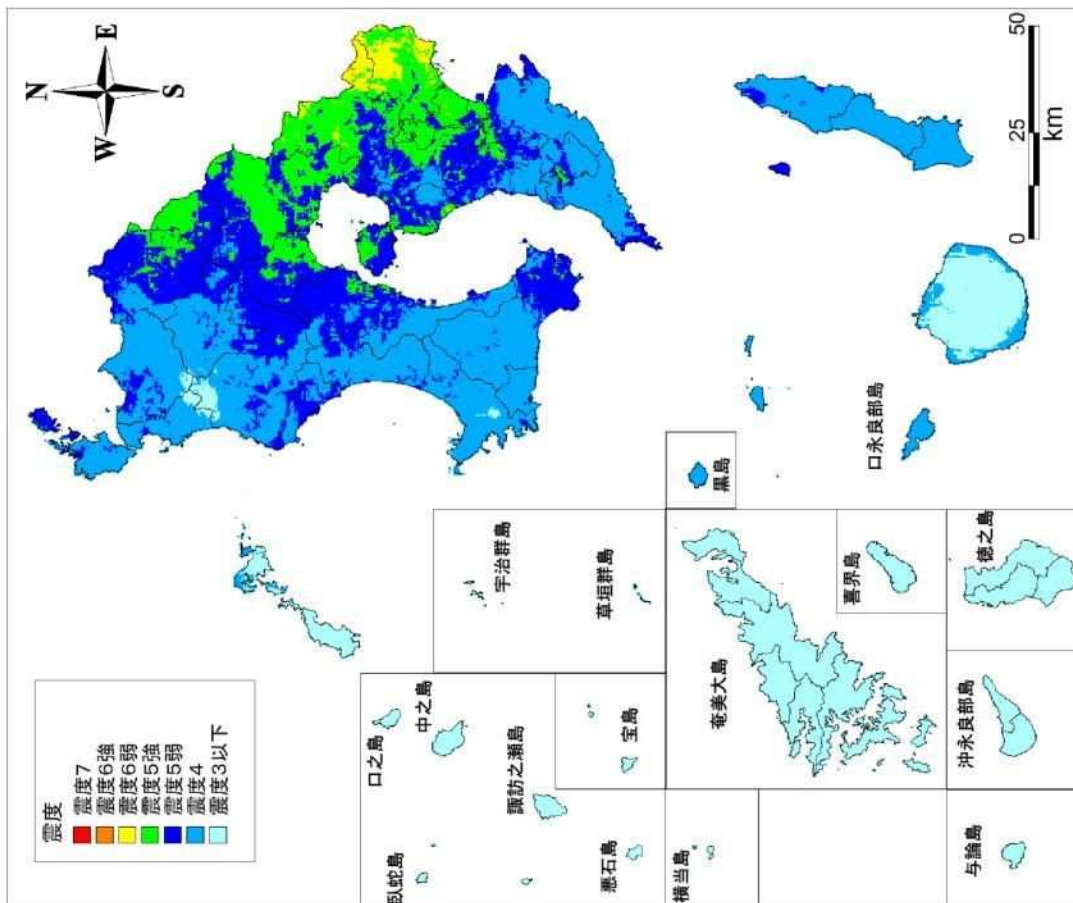 N
W
E
S
震度
震度7
震度6強
震度6弱
震度5強
震度5弱
震度4
震度3以下
0
25
50
km
口永良部島
黒島
宇治群島
草垣群島
口之島
中之島
臥蛇島
諏訪之瀬島
宝島
悪石島
横当島
奄美大島
喜界島
徳之島
沖永良部島
与論島